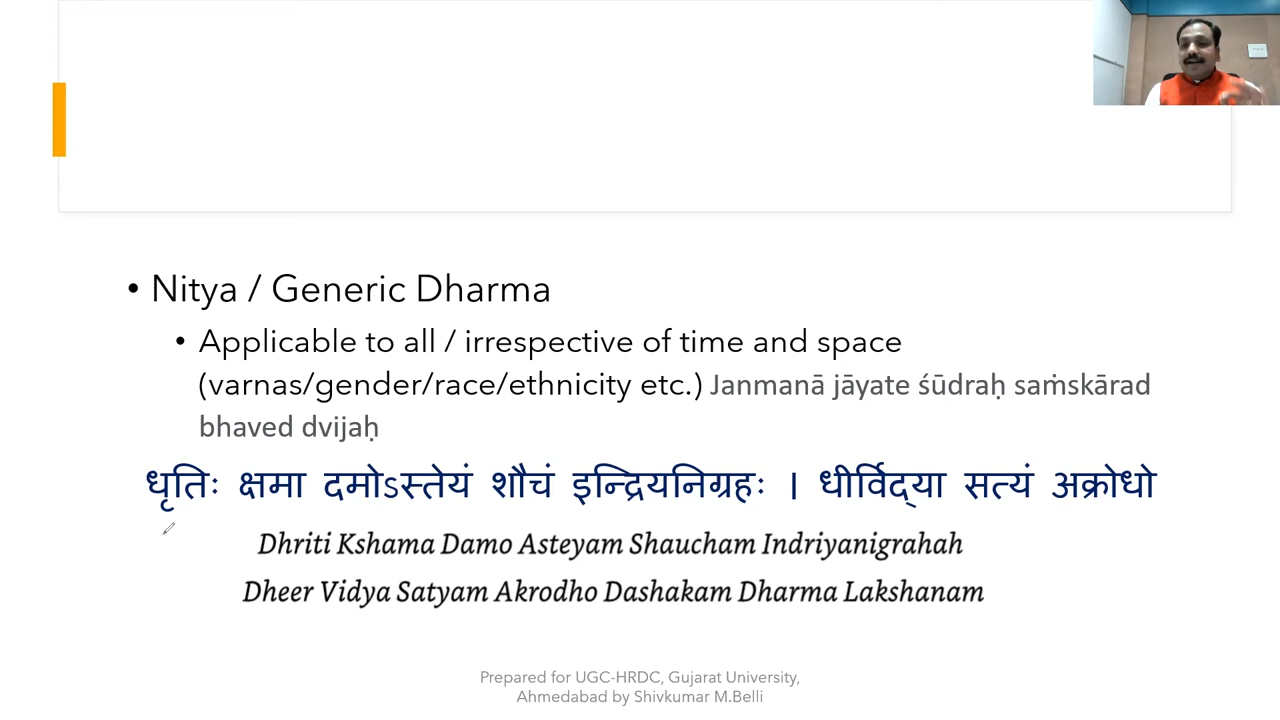 • Nitya / Generic Dharma
• Applicable to all / irrespective of time and space
(varnas/gender/race/ethnicity etc.) Janmanā jāyate śūdraḥ saṁskārad
bhaved dvijaḥ
धृतिः क्षमा दमोऽस्तेयं शौचं इन्द्रियनिग्रहः । धीर्विद्या सत्यं अक्रोधो
Dhriti Kshama Damo Asteyam Shaucham Indriyanigrahah
Dheer Vidya Satyam Akrodho Dashakam Dharma Lakshanam
Prepared for UGC-HRDC, Gujarat University,
Ahmedabad by Shivkumar M.Belli